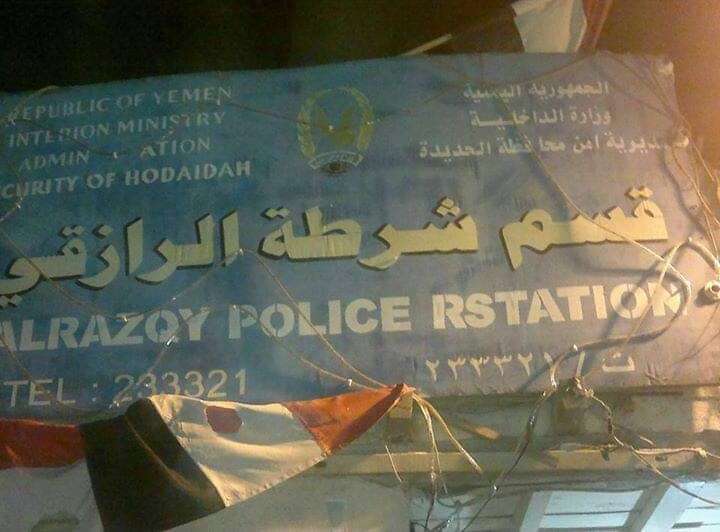 REPUBLIC OF YEMEN
INTERION MINISTRY
ADMIN ATION
CURITY OF HODAIDAH
الجمهورية اليمنية
وزارة الداخلية
مديرية امن محافظة الحديدة
قسم شرطة الرازقي
ALRAZOY POLICE RSTATION
TEL : 233321
ت / ٢٣٣٣٢١